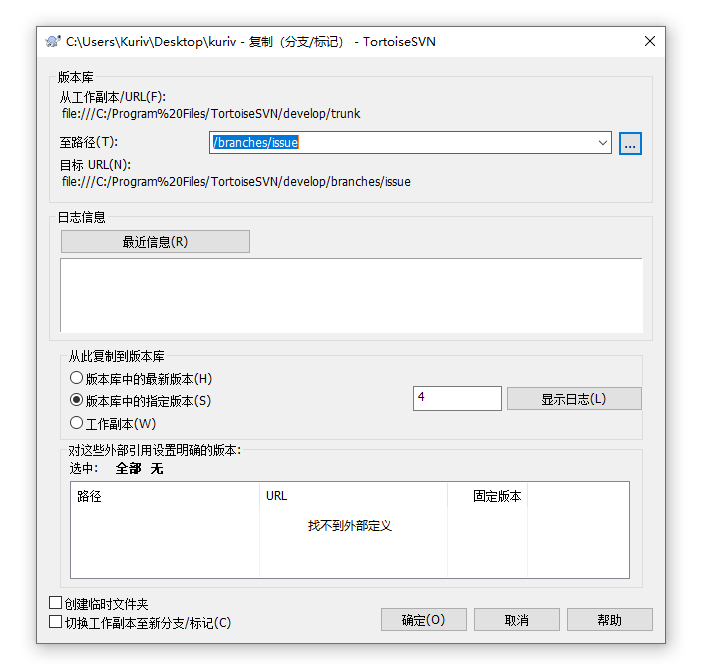 C:\Users\Kuriv\Desktop\kuriv - 复制（分支/标记） - TortoiseSVN
版本库
从工作副本/URL(F):
file:///C:/Program%20Files/TortoiseSVN/develop/trunk
至路径(T): /branches/issue ...
目标 URL(N):
file:///C:/Program%20Files/TortoiseSVN/develop/branches/issue
日志信息
最近信息(R)
从此复制到版本库
版本库中的最新版本(H)
版本库中的指定版本(S) 4 显示日志(L)
工作副本(W)
对这些外部引用设置明确的版本:
选中: 全部 无
路径 URL 固定版本
找不到外部定义
创建临时文件夹
切换工作副本至新分支/标记(C)
确定(O) 取消 帮助